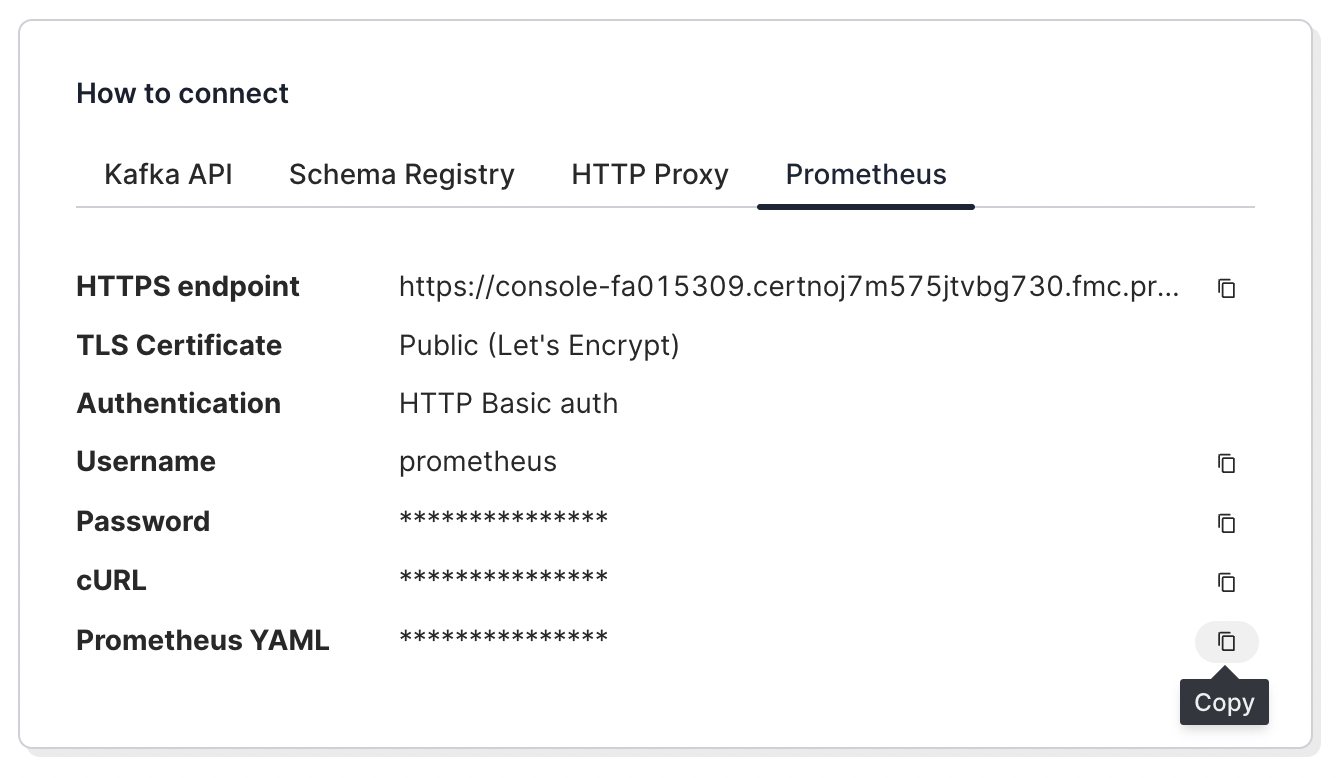 How to connect
Kafka API Schema Registry HTTP Proxy Prometheus
HTTPS endpoint https://console-fa015309.certnoj7m575jtvbg730.fmc.pr...
TLS Certificate Public (Let's Encrypt)
Authentication HTTP Basic auth
Username prometheus
Password ***************
cURL ***************
Prometheus YAML ***************
Copy